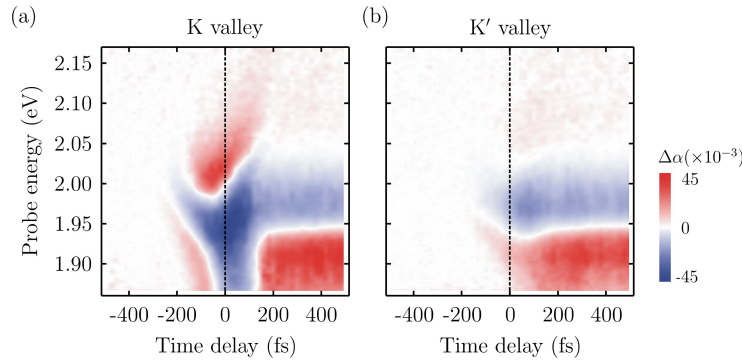 (a)
K valley
(b)
K′ valley
Probe energy (eV)
2.15
2.10
2.05
2.00
1.95
1.90
-400 -200 0 200 400
Time delay (fs)
-400 -200 0 200 400
Time delay (fs)
Δα(×10⁻³)
45
0
-45